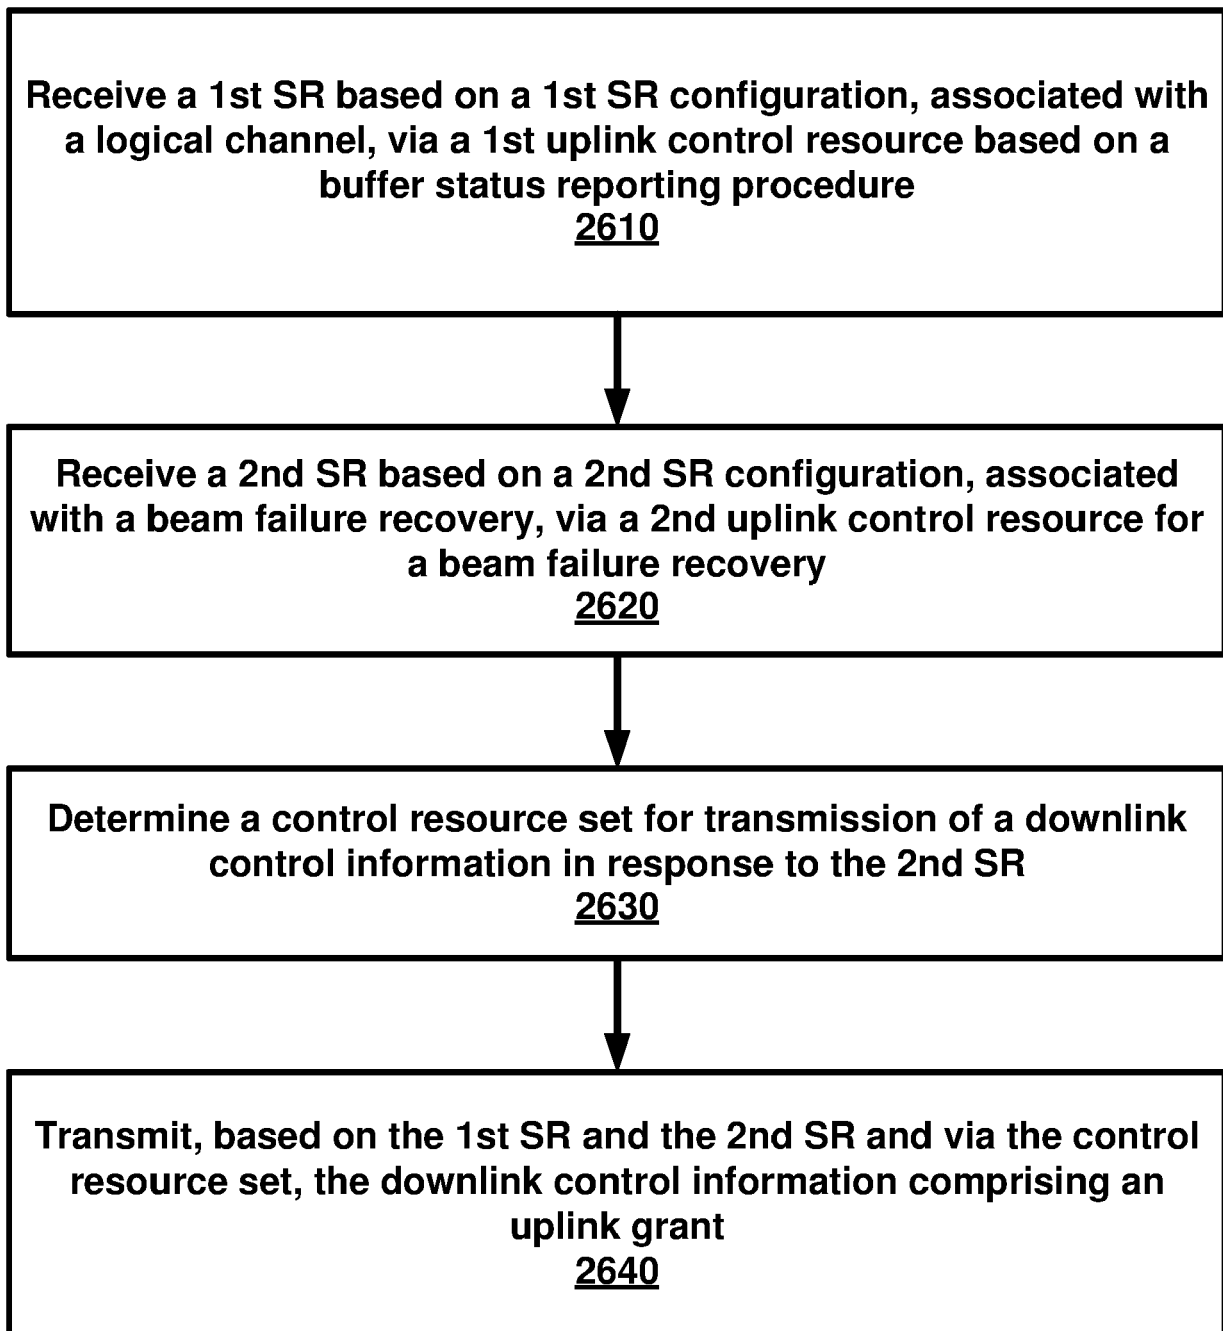 Receive a 1st SR based on a 1st SR configuration, associated with
a logical channel, via a 1st uplink control resource based on a
buffer status reporting procedure
2610
Receive a 2nd SR based on a 2nd SR configuration, associated
with a beam failure recovery, via a 2nd uplink control resource for
a beam failure recovery
2620
Determine a control resource set for transmission of a downlink
control information in response to the 2nd SR
2630
Transmit, based on the 1st SR and the 2nd SR and via the control
resource set, the downlink control information comprising an
uplink grant
2640